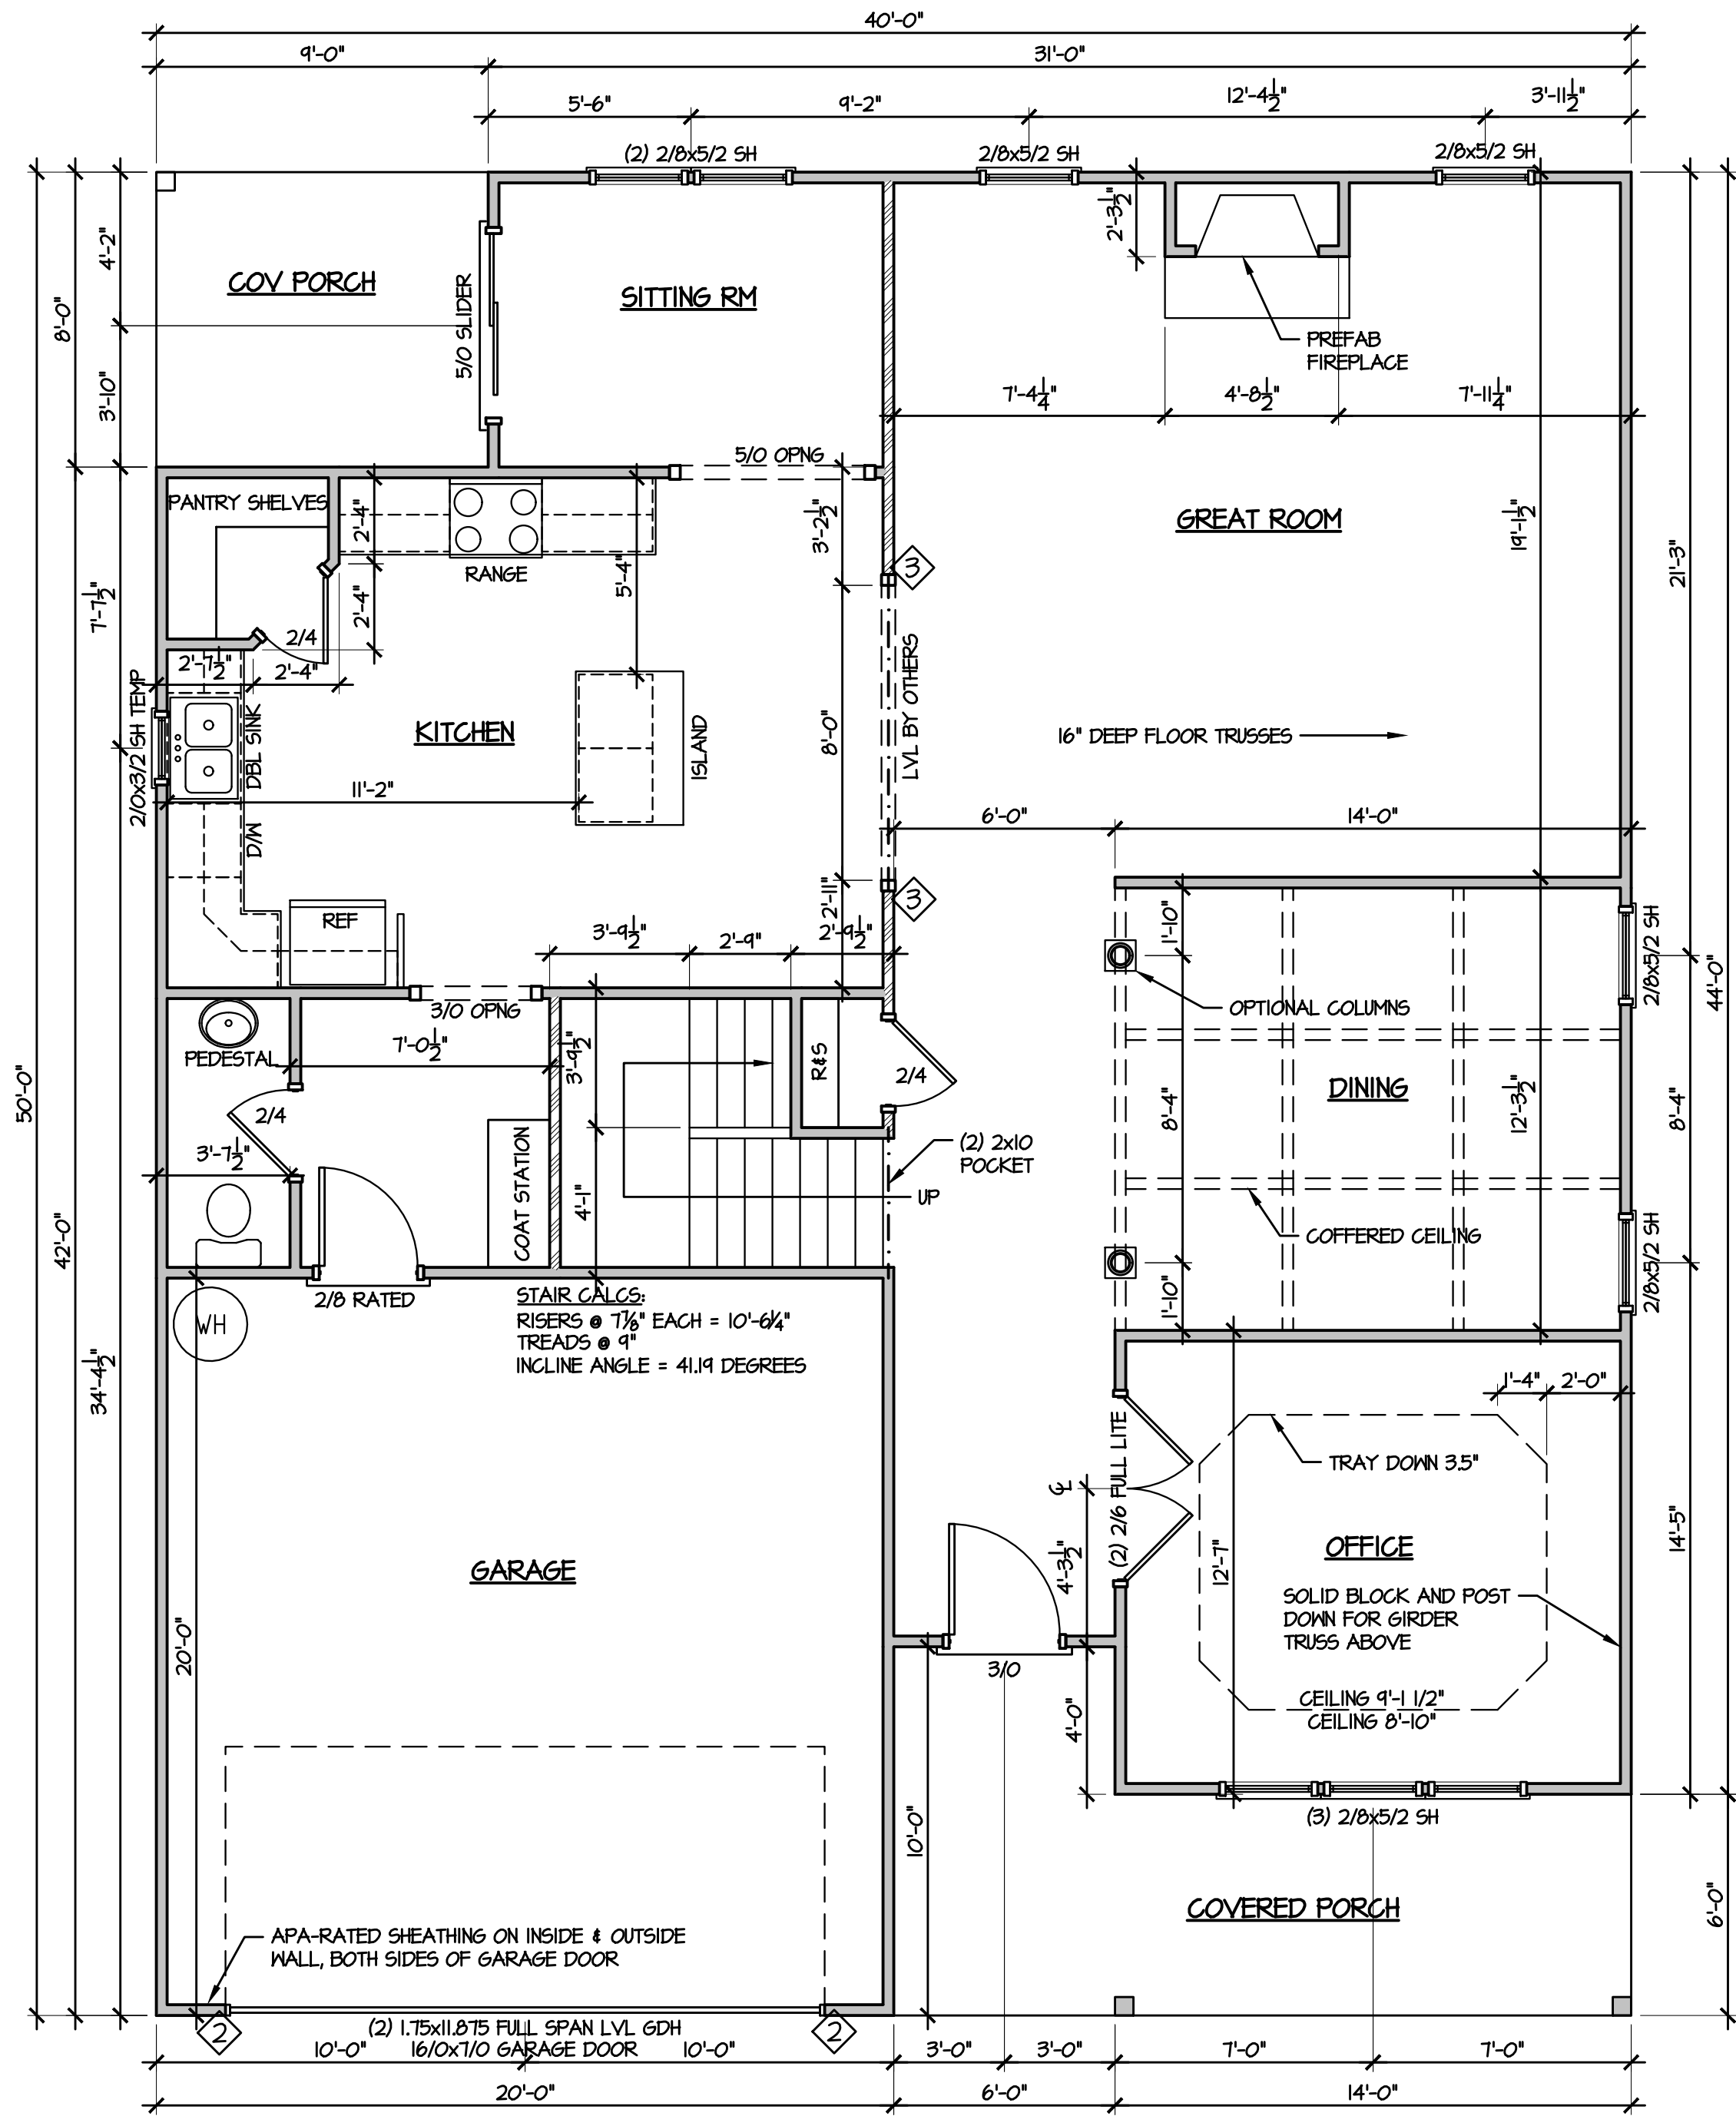 40'-0"
9'-0"
31'-0"
5'-6"
9'-2"
12'-4 1/2"
3'-11 1/2"
(2) 2/8x5/2 SH
2/8x5/2 SH
2/8x5/2 SH
4'-2"
8'-0"
3'-10"
COV PORCH
5/0 SLIDER
SITTING RM
2'-3 1/2"
PREFAB
FIREPLACE
7'-4 1/4"
4'-8 1/2"
7'-11 1/4"
5/0 OPNG
PANTRY SHELVES
2'-4"
RANGE
5'-4"
3'-2 1/2"
3
GREAT ROOM
19'-1 1/2"
21'-3"
7'-7 1/2"
2'-4"
2/4
2'-7 1/2"
2'-4"
2/0x3/2 SH TEMP
DBL SINK
D/W
KITCHEN
ISLAND
11'-2"
8'-0"
LVL BY OTHERS
16" DEEP FLOOR TRUSSES
6'-0"
14'-0"
2'-11"
3
REF
3'-9 1/2"
2'-9"
2'-9 1/2"
1'-10"
2/8x5/2 SH
44'-0"
OPTIONAL COLUMNS
3/0 OPNG
PEDESTAL
7'-0 1/2"
3'-9 1/2"
R&S
2/4
2/4
3'-7 1/2"
COAT STATION
4'-1"
(2) 2x10
POCKET
UP
DINING
8'-4"
12'-3 1/2"
8'-4"
COFFERED CEILING
1'-10"
2/8x5/2 SH
50'-0"
42'-0"
34'-4 1/2"
2/8 RATED
WH
STAIR CALCS:
RISERS @ 7 7/8" EACH = 10'-6 1/4"
TREADS @ 9"
INCLINE ANGLE = 41.19 DEGREES
1'-4"
2'-0"
(2) 2/6 FULL LITE
TRAY DOWN 3.5"
℄
4'-3 1/2"
12'-7"
OFFICE
14'-5"
SOLID BLOCK AND POST
DOWN FOR GIRDER
TRUSS ABOVE
GARAGE
20'-0"
3/0
4'-0"
CEILING 9'-1 1/2"
CEILING 8'-10"
(3) 2/8x5/2 SH
10'-0"
COVERED PORCH
6'-0"
APA-RATED SHEATHING ON INSIDE & OUTSIDE
WALL, BOTH SIDES OF GARAGE DOOR
2
(2) 1.75x11.875 FULL SPAN LVL GDH
2
10'-0"
16/0x7/0 GARAGE DOOR
10'-0"
3'-0"
3'-0"
7'-0"
7'-0"
20'-0"
6'-0"
14'-0"